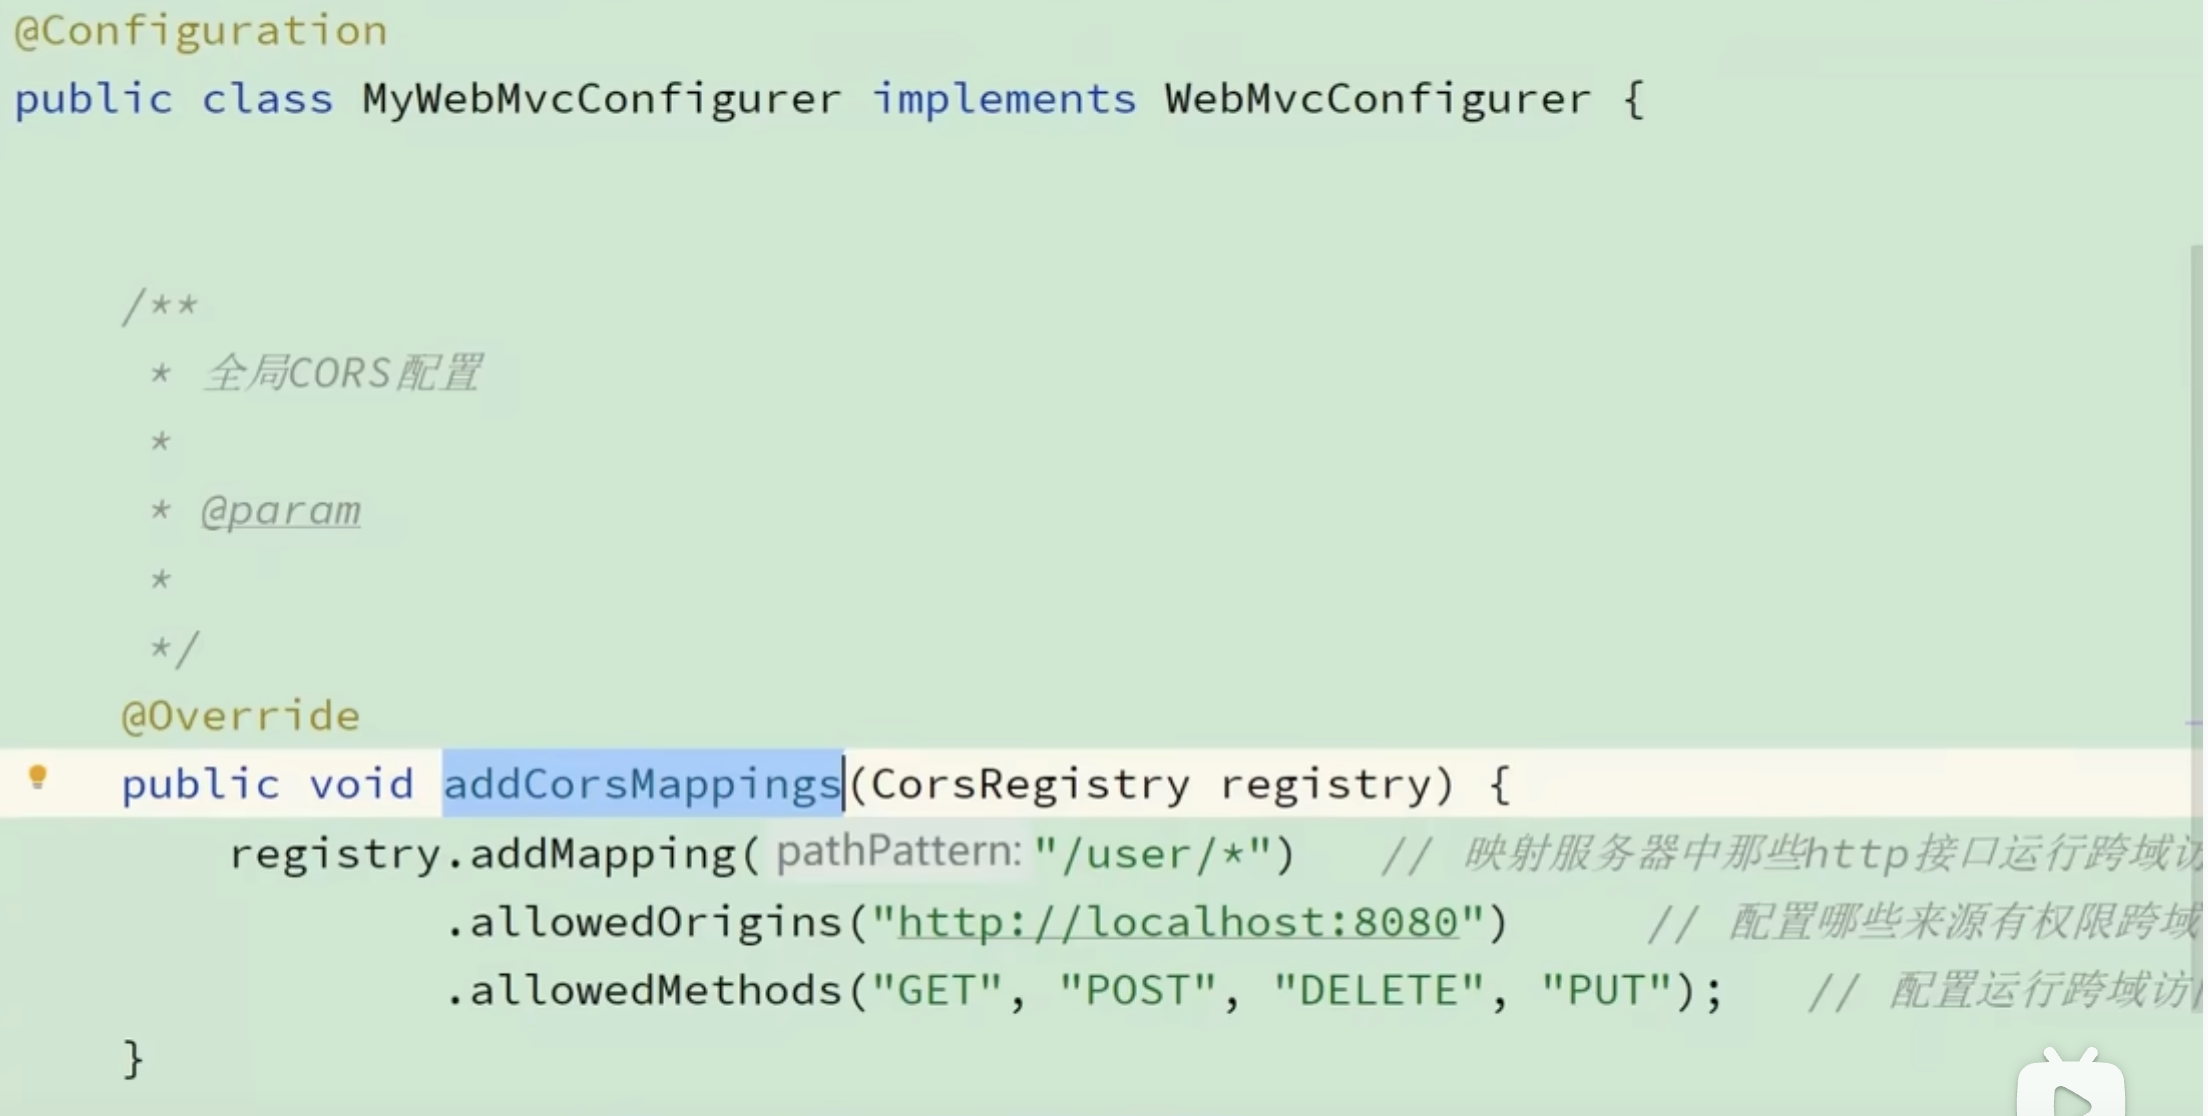 @Configuration
public class MyWebMvcConfigurer implements WebMvcConfigurer {
/**
* 全局CORS配置
*
* @param
*
*/
@Override
public void addCorsMappings(CorsRegistry registry) {
registry.addMapping( pathPattern: "/user/*") // 映射服务器中那些http接口运行跨域访
.allowedOrigins("http://localhost:8080") // 配置哪些来源有权限跨域
.allowedMethods("GET", "POST", "DELETE", "PUT"); // 配置运行跨域访
}